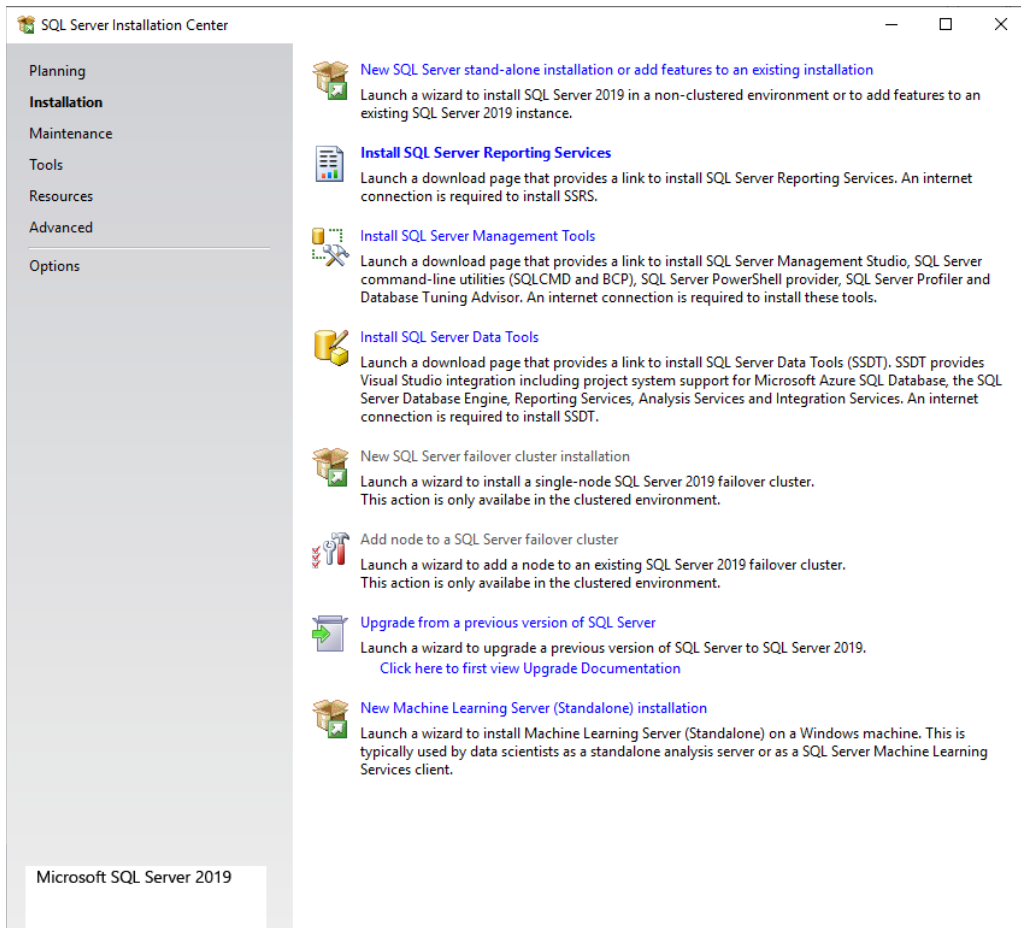 SQL Server Installation Center
Planning
Installation
Maintenance
Tools
Resources
Advanced
Options
Microsoft SQL Server 2019
New SQL Server stand-alone installation or add features to an existing installation
Launch a wizard to install SQL Server 2019 in a non-clustered environment or to add features to an
existing SQL Server 2019 instance.
Install SQL Server Reporting Services
Launch a download page that provides a link to install SQL Server Reporting Services. An internet
connection is required to install SSRS.
Install SQL Server Management Tools
Launch a download page that provides a link to install SQL Server Management Studio, SQL Server
command-line utilities (SQLCMD and BCP), SQL Server PowerShell provider, SQL Server Profiler and
Database Tuning Advisor. An internet connection is required to install these tools.
Install SQL Server Data Tools
Launch a download page that provides a link to install SQL Server Data Tools (SSDT). SSDT provides
Visual Studio integration including project system support for Microsoft Azure SQL Database, the SQL
Server Database Engine, Reporting Services, Analysis Services and Integration Services. An internet
connection is required to install SSDT.
New SQL Server failover cluster installation
Launch a wizard to install a single-node SQL Server 2019 failover cluster.
This action is only availabe in the clustered environment.
Add node to a SQL Server failover cluster
Launch a wizard to add a node to an existing SQL Server 2019 failover cluster.
This action is only availabe in the clustered environment.
Upgrade from a previous version of SQL Server
Launch a wizard to upgrade a previous version of SQL Server to SQL Server 2019.
Click here to first view Upgrade Documentation
New Machine Learning Server (Standalone) installation
Launch a wizard to install Machine Learning Server (Standalone) on a Windows machine. This is
typically used by data scientists as a standalone analysis server or as a SQL Server Machine Learning
Services client.